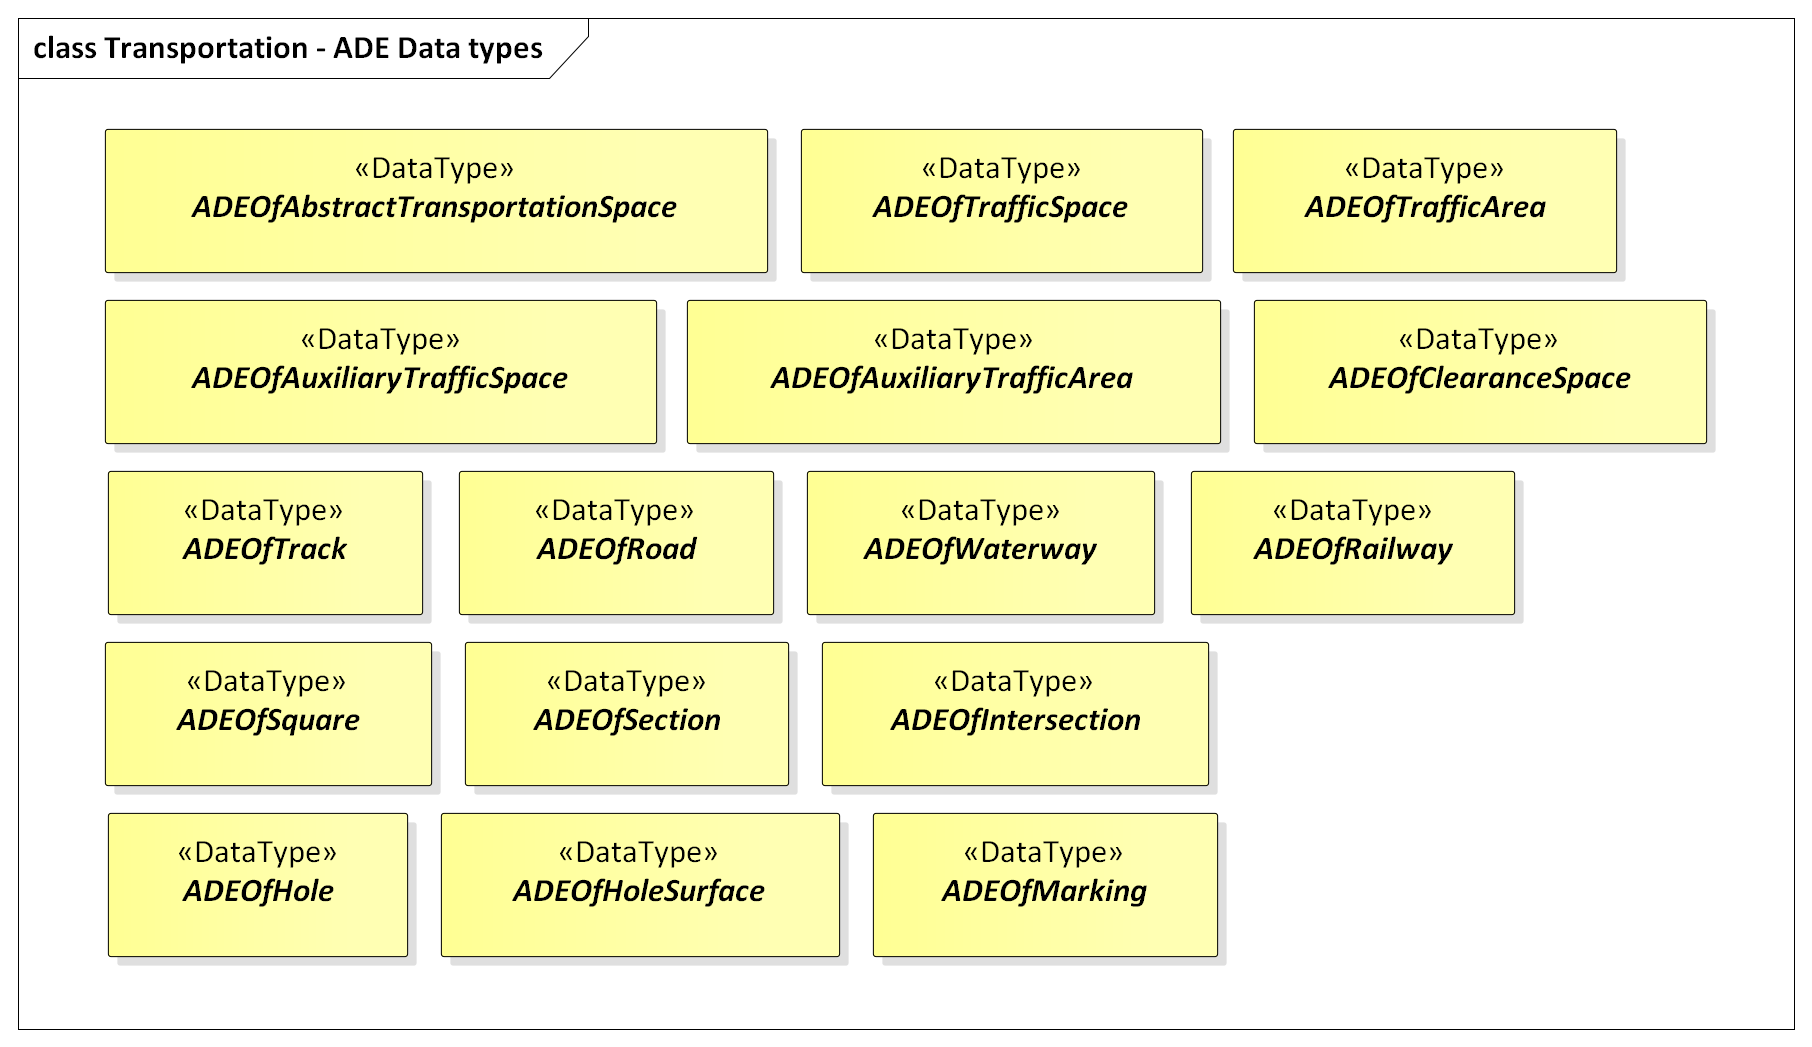 class Transportation - ADE Data types
«DataType»
ADEOfAbstractTransportationSpace
«DataType»
ADEOfTrafficSpace
«DataType»
ADEOfTrafficArea
«DataType»
ADEOfAuxiliaryTrafficSpace
«DataType»
ADEOfAuxiliaryTrafficArea
«DataType»
ADEOfClearanceSpace
«DataType»
ADEOfTrack
«DataType»
ADEOfRoad
«DataType»
ADEOfWaterway
«DataType»
ADEOfRailway
«DataType»
ADEOfSquare
«DataType»
ADEOfSection
«DataType»
ADEOfIntersection
«DataType»
ADEOfHole
«DataType»
ADEOfHoleSurface
«DataType»
ADEOfMarking